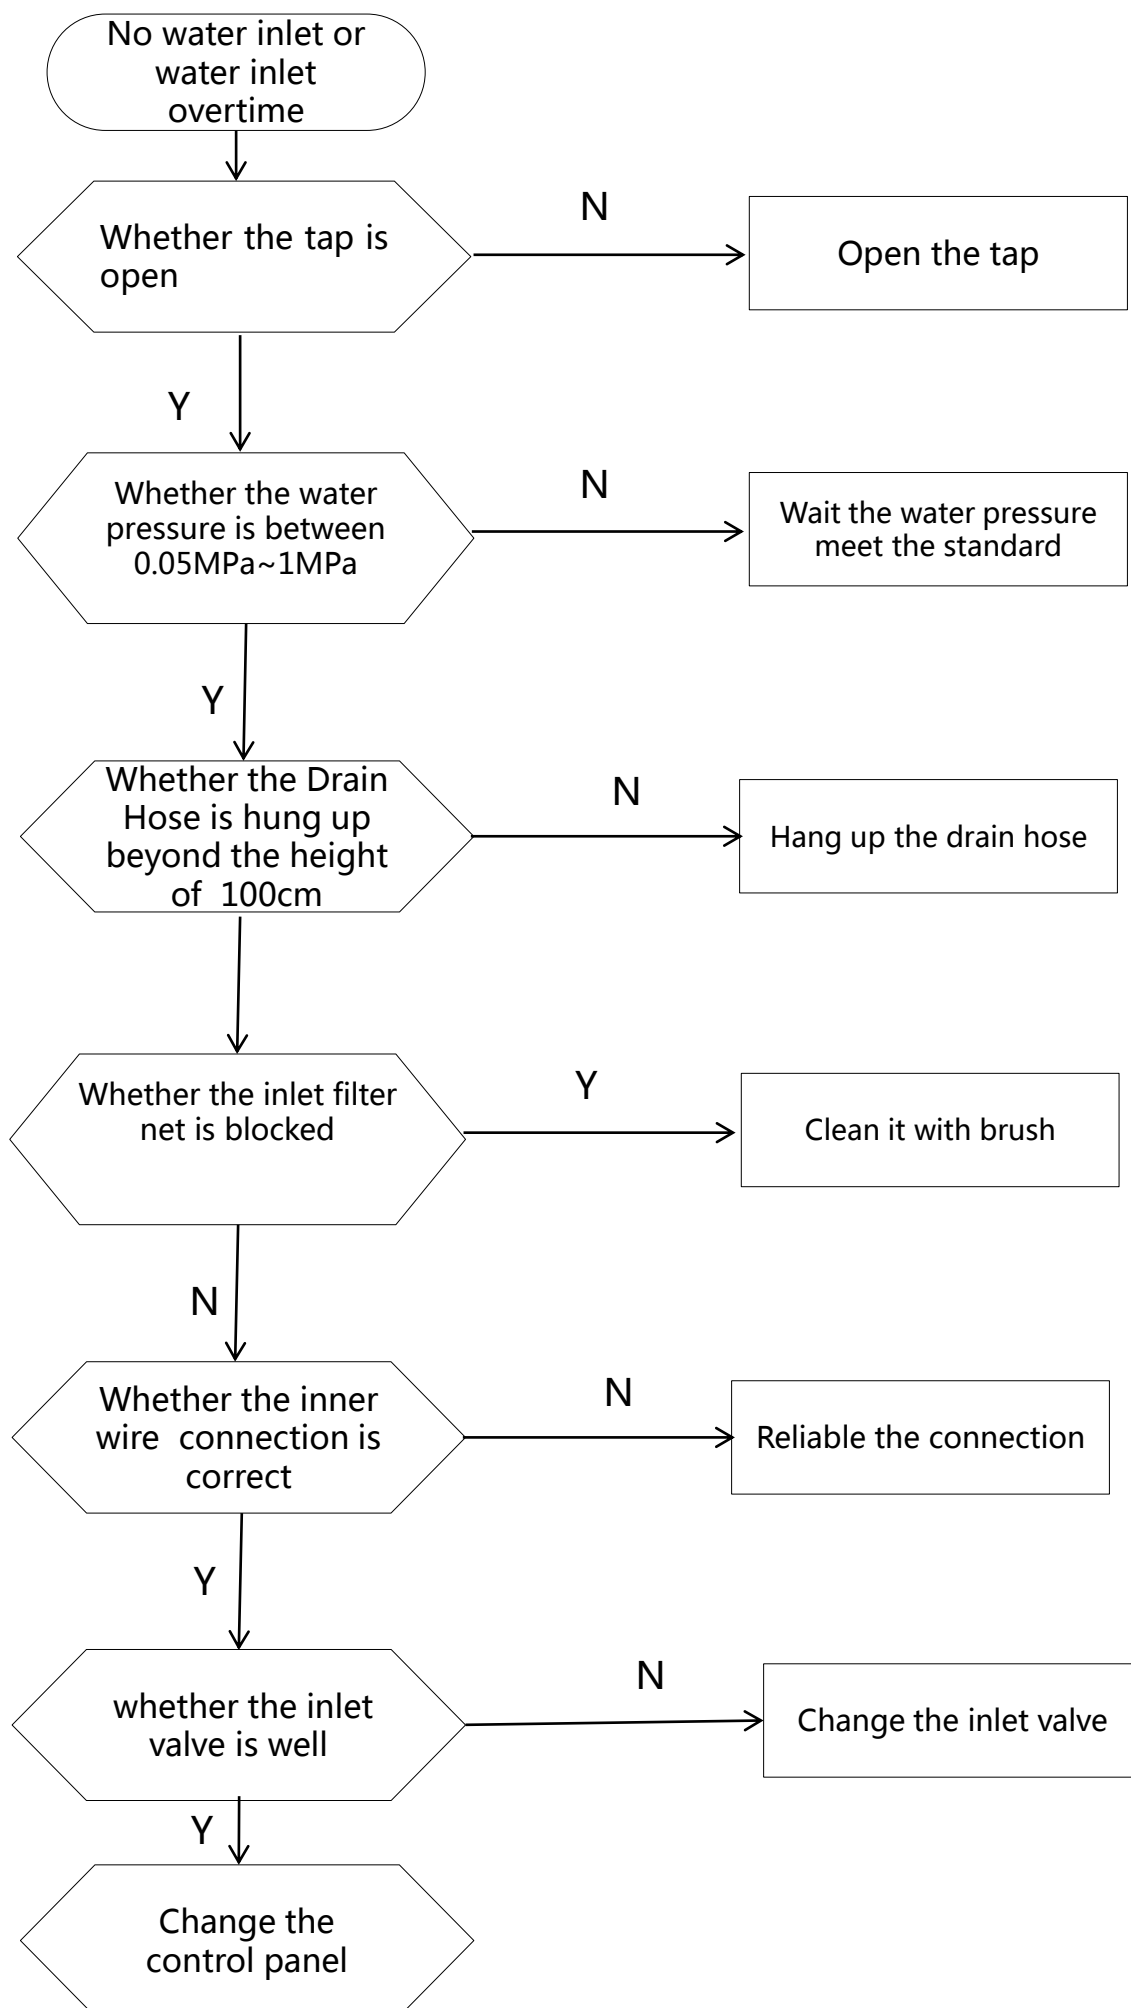 No water inlet or
water inlet
overtime
Whether the tap is
open
N
Open the tap
Y
Whether the water
pressure is between
0.05MPa~1MPa
N
Wait the water pressure
meet the standard
Y
Whether the Drain
Hose is hung up
beyond the height
of 100cm
N
Hang up the drain hose
Whether the inlet filter
net is blocked
Y
Clean it with brush
N
Whether the inner
wire connection is
correct
N
Reliable the connection
Y
whether the inlet
valve is well
N
Change the inlet valve
Y
Change the
control panel